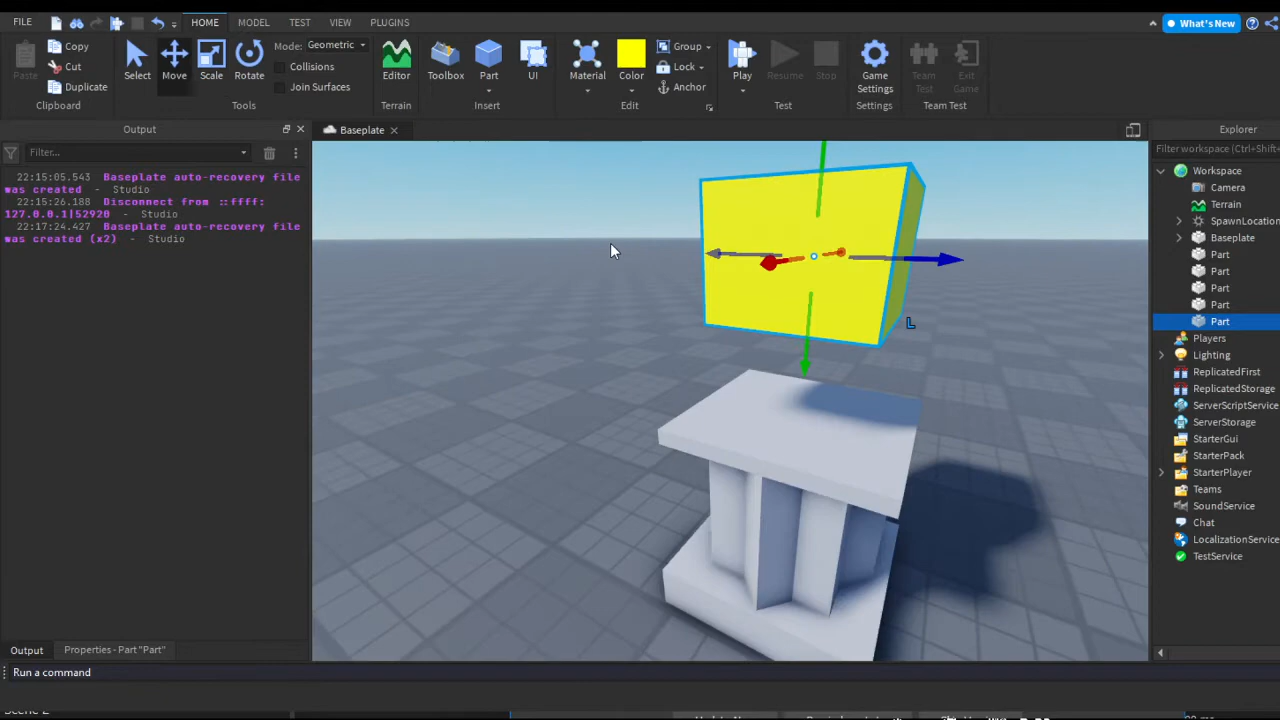 FILE HOME MODEL TEST VIEW PLUGINS What's New
Copy
Cut
Paste Duplicate
Clipboard
Select Move Scale Rotate
Mode: Geometric
Collisions
Join Surfaces
Tools
Editor
Terrain
Toolbox Part UI
Insert
Material Color
Group
Lock
Anchor
Edit
Play Resume Stop
Test
Game
Settings
Settings
Team
Test
Exit
Game
Team Test
Output
Filter...
22:15:05.543 Baseplate auto-recovery file
was created - Studio
22:15:26.188 Disconnect from ::ffff:
127.0.0.1|52920 - Studio
22:17:24.427 Baseplate auto-recovery file
was created (x2) - Studio
Baseplate
L
Explorer
Filter workspace (Ctrl+Shift+
Workspace
Camera
Terrain
SpawnLocation
Baseplate
Part
Part
Part
Part
Part
Players
Lighting
ReplicatedFirst
ReplicatedStorage
ServerScriptService
ServerStorage
StarterGui
StarterPack
StarterPlayer
Teams
SoundService
Chat
LocalizationService
TestService
Output Properties - Part "Part"
Run a command